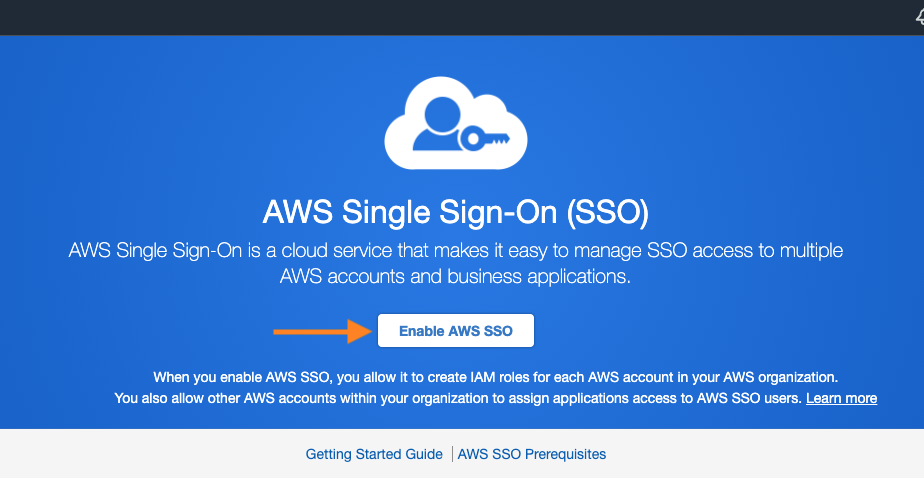 AWS Single Sign-On (SSO)
AWS Single Sign-On is a cloud service that makes it easy to manage SSO access to multiple
AWS accounts and business applications.
Enable AWS SSO
When you enable AWS SSO, you allow it to create IAM roles for each AWS account in your AWS organization.
You also allow other AWS accounts within your organization to assign applications access to AWS SSO users. Learn more
Getting Started Guide | AWS SSO Prerequisites